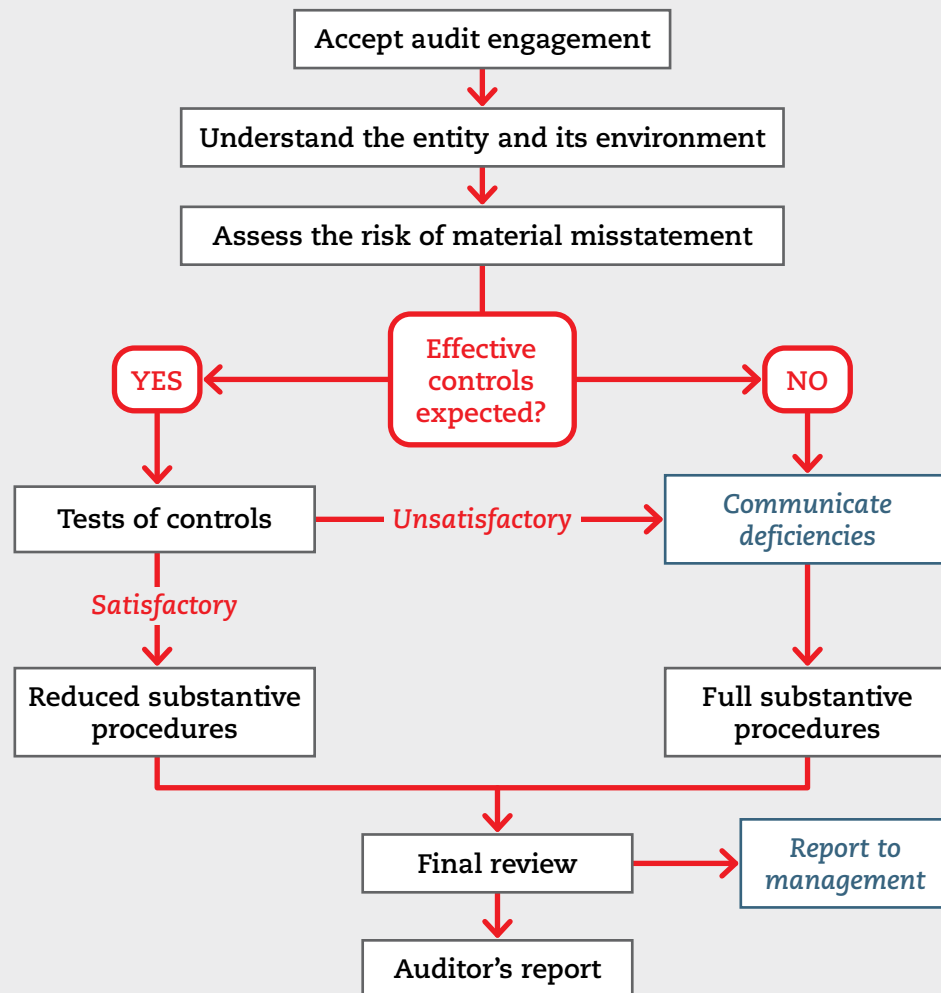 Accept audit engagement
Understand the entity and its environment
Assess the risk of material misstatement
Effective
controls
expected?
YES
NO
Tests of controls
Unsatisfactory
Communicate
deficiencies
Satisfactory
Reduced substantive
procedures
Full substantive
procedures
Final review
Report to
management
Auditor’s report